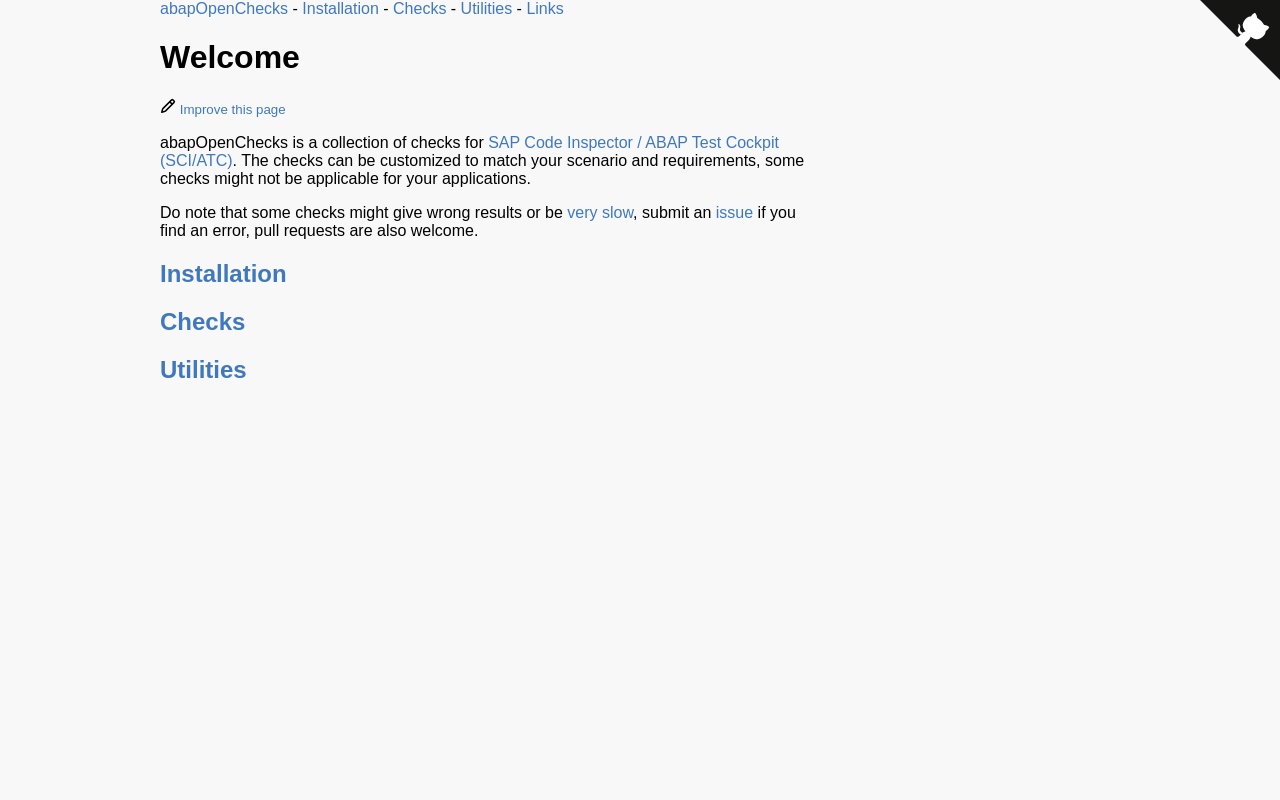 abapOpenChecks - Installation - Checks - Utilities - Links
Welcome
Improve this page
abapOpenChecks is a collection of checks for SAP Code Inspector / ABAP Test Cockpit
(SCI/ATC). The checks can be customized to match your scenario and requirements, some
checks might not be applicable for your applications.
Do note that some checks might give wrong results or be very slow, submit an issue if you
find an error, pull requests are also welcome.
Installation
Checks
Utilities